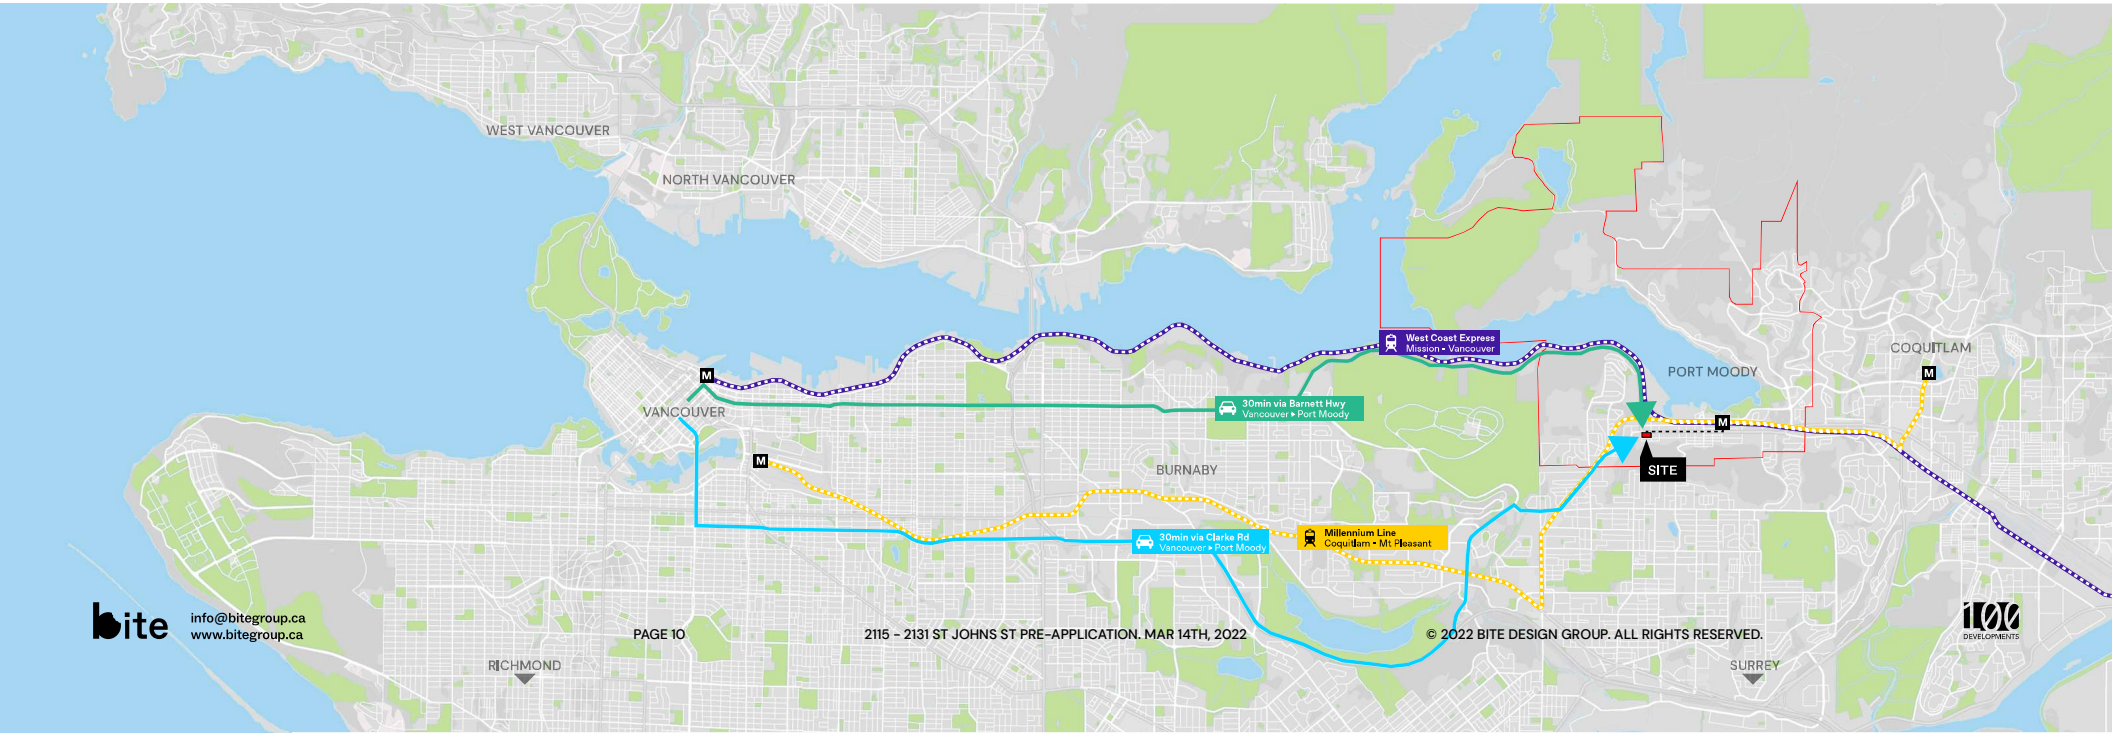 WEST VANCOUVER
NORTH VANCOUVER
West Coast Express
Mission - Vancouver
COQUITLAM
M
PORT MOODY
M
30min via Barnett Hwy
Vancouver ▸ Port Moody
VANCOUVER
M
M
BURNABY
SITE
Millennium Line
Coquitlam - Mt Pleasant
30min via Clarke Rd
Vancouver ▸ Port Moody
bite
info@bitegroup.ca
www.bitegroup.ca
PAGE 10
2115 - 2131 ST JOHNS ST PRE-APPLICATION. MAR 14TH, 2022
© 2022 BITE DESIGN GROUP. ALL RIGHTS RESERVED.
100
DEVELOPMENTS
RICHMOND
SURREY